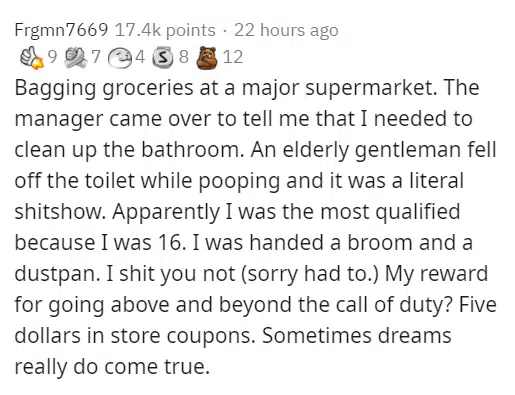 Frgmn7669 17.4k points · 22 hours ago
9 7 4 S 8 12
Bagging groceries at a major supermarket. The
manager came over to tell me that I needed to
clean up the bathroom. An elderly gentleman fell
off the toilet while pooping and it was a literal
shitshow. Apparently I was the most qualified
because I was 16. I was handed a broom and a
dustpan. I shit you not (sorry had to.) My reward
for going above and beyond the call of duty? Five
dollars in store coupons. Sometimes dreams
really do come true.